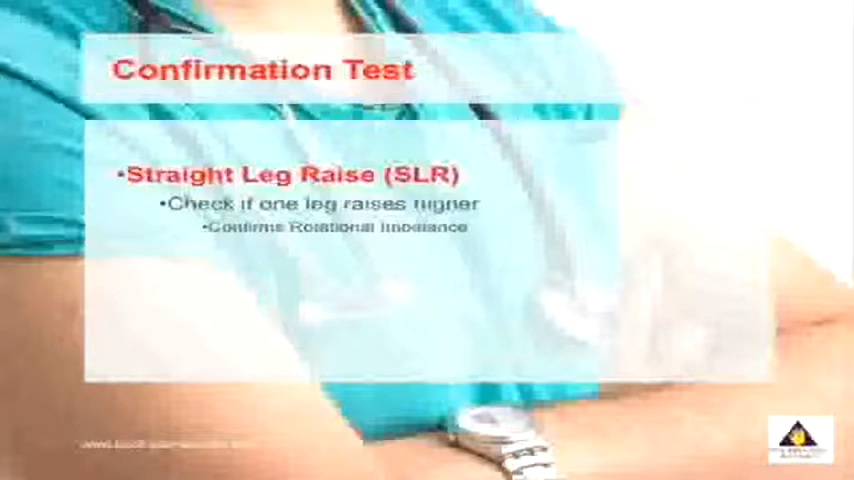 Confirmation Test
•Straight Leg Raise (SLR)
•Check if one leg raises higher
•Confirms Rotational Imbalance